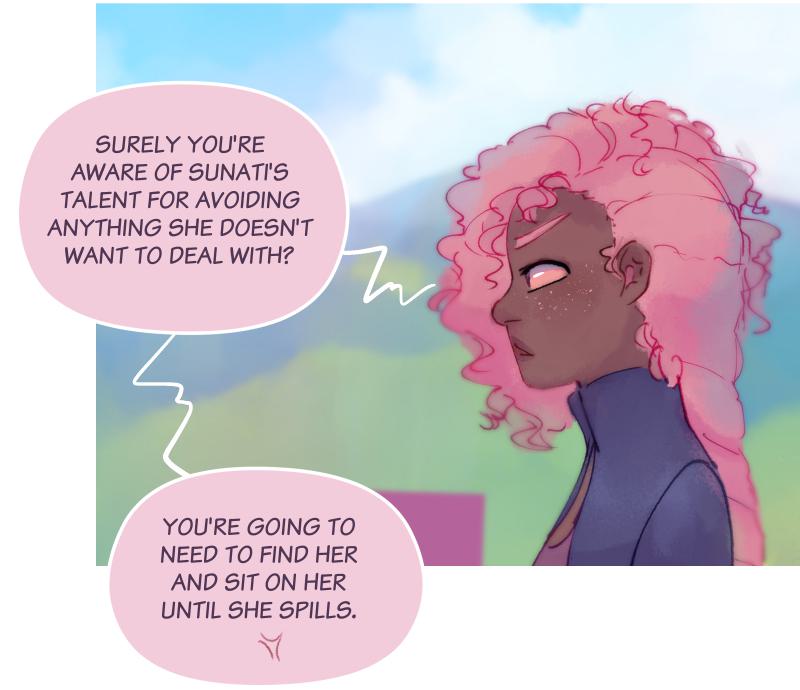 SURELY YOU'RE
AWARE OF SUNATI'S
TALENT FOR AVOIDING
ANYTHING SHE DOESN'T
WANT TO DEAL WITH?
YOU'RE GOING TO
NEED TO FIND HER
AND SIT ON HER
UNTIL SHE SPILLS.